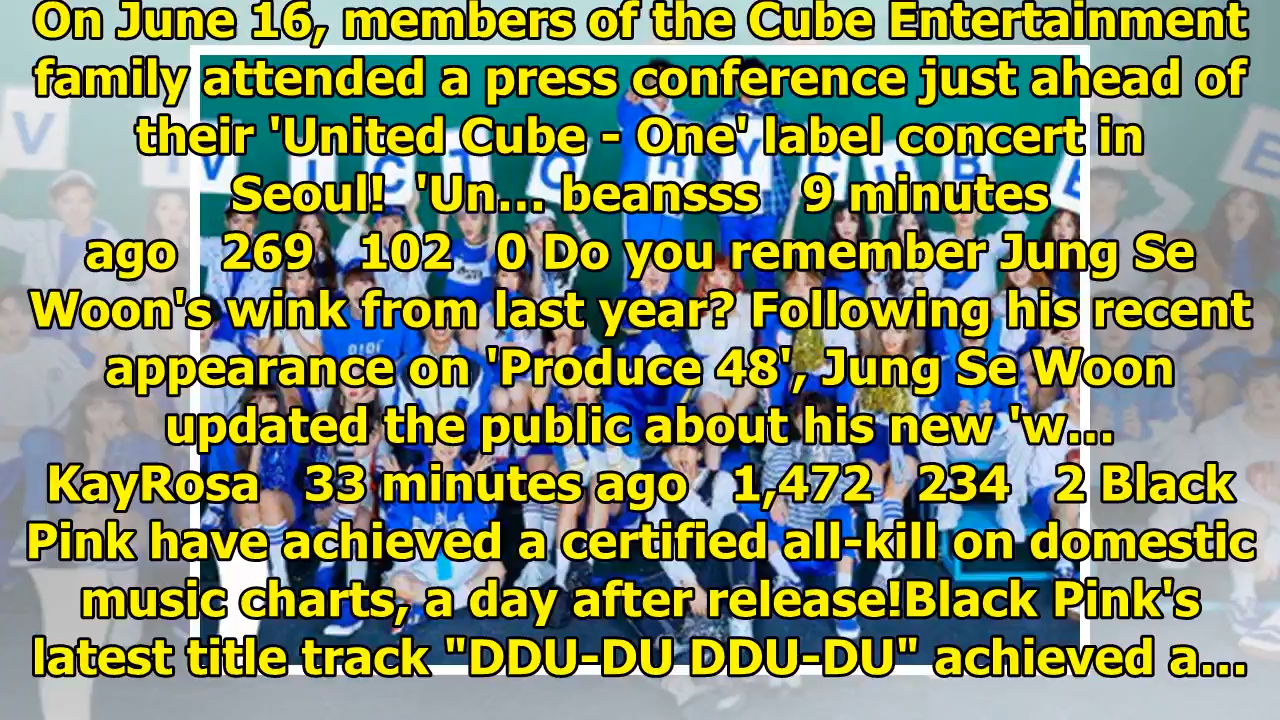 On June 16, members of the Cube Entertainment
family attended a press conference just ahead of
their 'United Cube - One' label concert in
Seoul!  'Un... beansss   9 minutes
ago   269   102   0 Do you remember Jung Se
Woon's wink from last year? Following his recent
appearance on 'Produce 48', Jung Se Woon
updated the public about his new 'w...
KayRosa   33 minutes ago   1,472   234   2 Black
Pink have achieved a certified all-kill on domestic
music charts, a day after release!Black Pink's
latest title track "DDU-DU DDU-DU" achieved a...